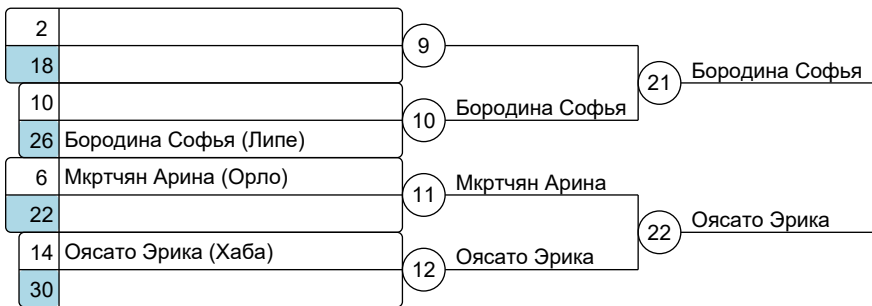 2
9
18
21 Бородина Софья
10
10 Бородина Софья
26 Бородина Софья (Липе)
6 Мкртчян Арина (Орло)
11 Мкртчян Арина
22
22 Оясато Эрика
14 Оясато Эрика (Хаба)
12 Оясато Эрика
30